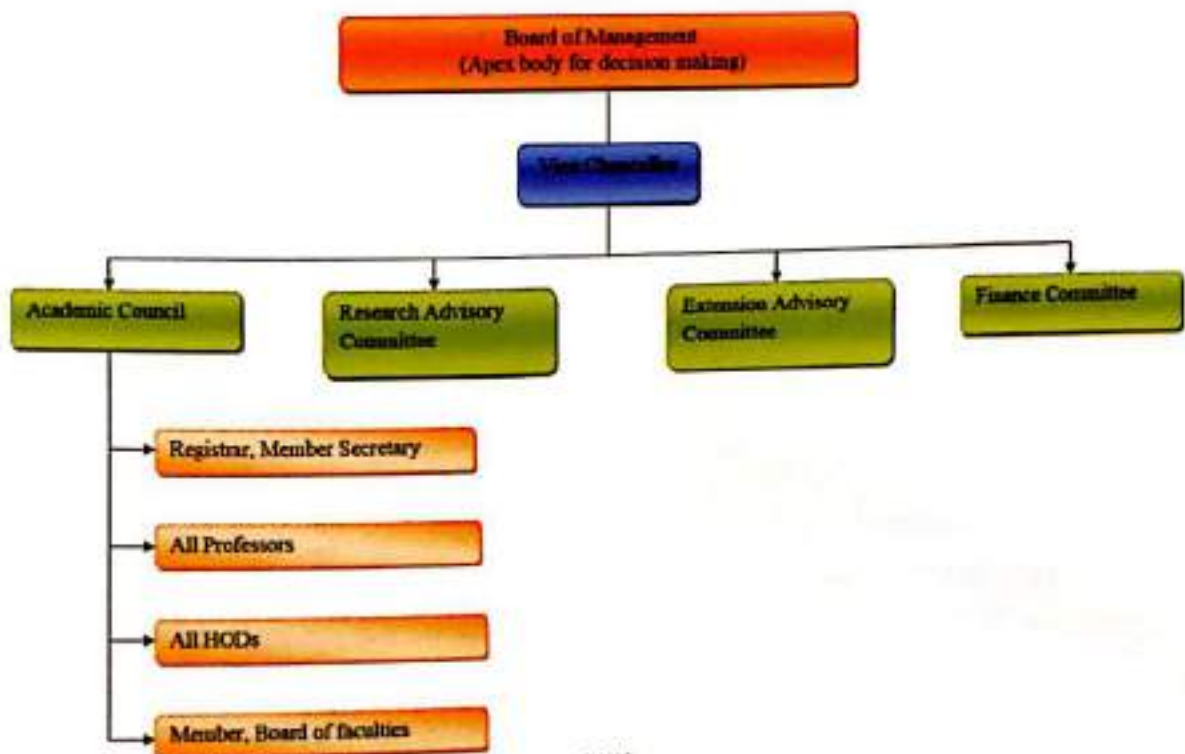 Board of Management
(Apex body for decision making)
Vice Chancellor
Academic Council
Research Advisory
Committee
Extension Advisory
Committee
Finance Committee
Registrar, Member Secretary
All Professors
All HODs
Member, Board of faculties